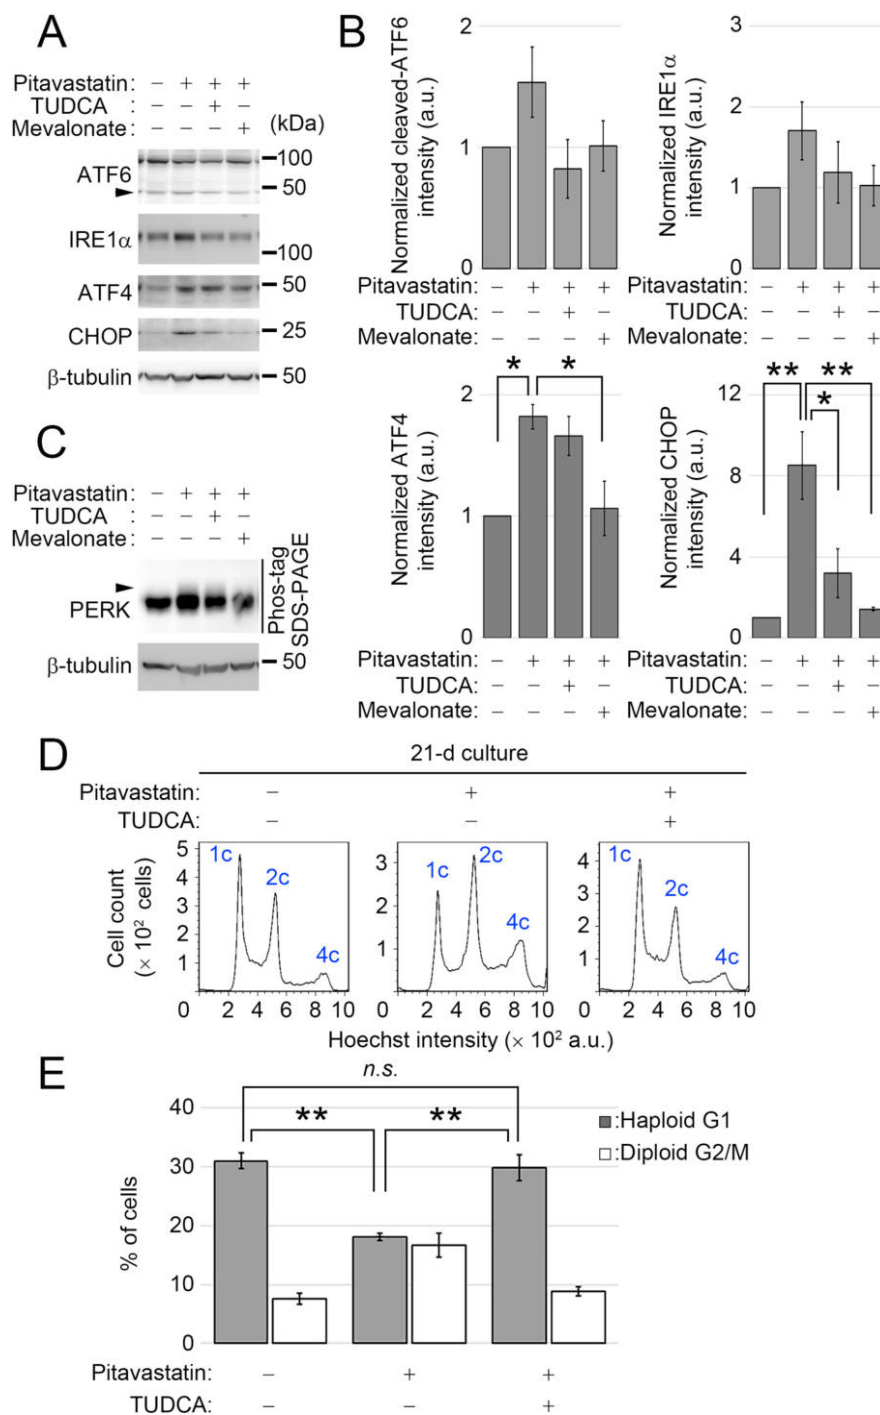 A
Pitavastatin: − + + +
TUDCA : − − + −
Mevalonate: − − − + (kDa)
ATF6 100
50
IRE1α
100
ATF4 50
CHOP 25
β-tubulin 50
B
Normalized cleaved-ATF6
intensity (a.u.)
2
1
0
Pitavastatin: − + + +
TUDCA: − − + −
Mevalonate: − − − +
Normalized IRE1α
intensity (a.u.)
3
2
1
0
Pitavastatin: − + + +
TUDCA: − − + −
Mevalonate: − − − +
Normalized ATF4
intensity (a.u.)
2
1
0
* *
Pitavastatin: − + + +
TUDCA: − − + −
Mevalonate: − − − +
Normalized CHOP
intensity (a.u.)
12
8
4
0
** **
*
Pitavastatin: − + + +
TUDCA: − − + −
Mevalonate: − − − +
C
Pitavastatin: − + + +
TUDCA : − − + −
Mevalonate: − − − +
PERK
Phos-tag
SDS-PAGE
β-tubulin 50
D
21-d culture
Pitavastatin: − + +
TUDCA: − − +
Cell count
(× 10² cells)
5
4
3
2
1
0
1c 2c 4c
2 4 6 8 10
3
2
1
0
1c 2c 4c
2 4 6 8 10
4
3
2
1
0
1c 2c 4c
2 4 6 8 10
Hoechst intensity (× 10² a.u.)
E
n.s.
** **
:Haploid G1
:Diploid G2/M
% of cells
40
30
20
10
0
Pitavastatin: − + +
TUDCA: − − +